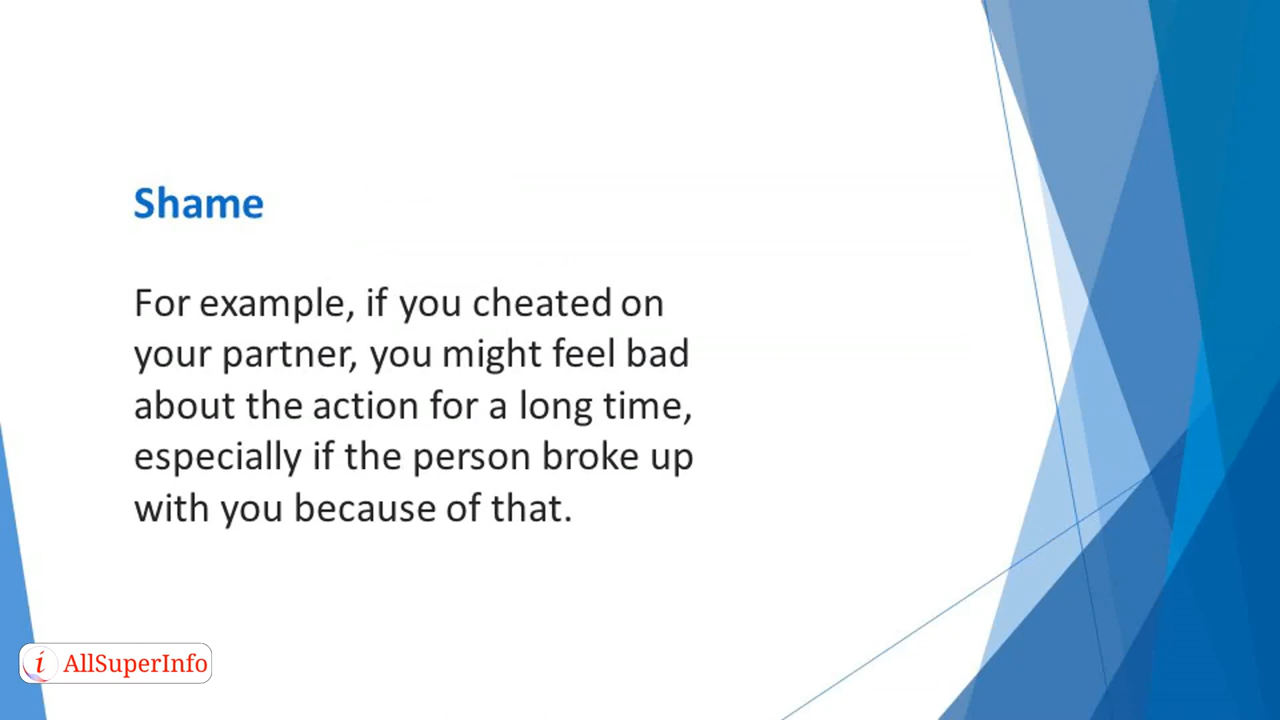 Shame
For example, if you cheated on
your partner, you might feel bad
about the action for a long time,
especially if the person broke up
with you because of that.
i AllSuperInfo